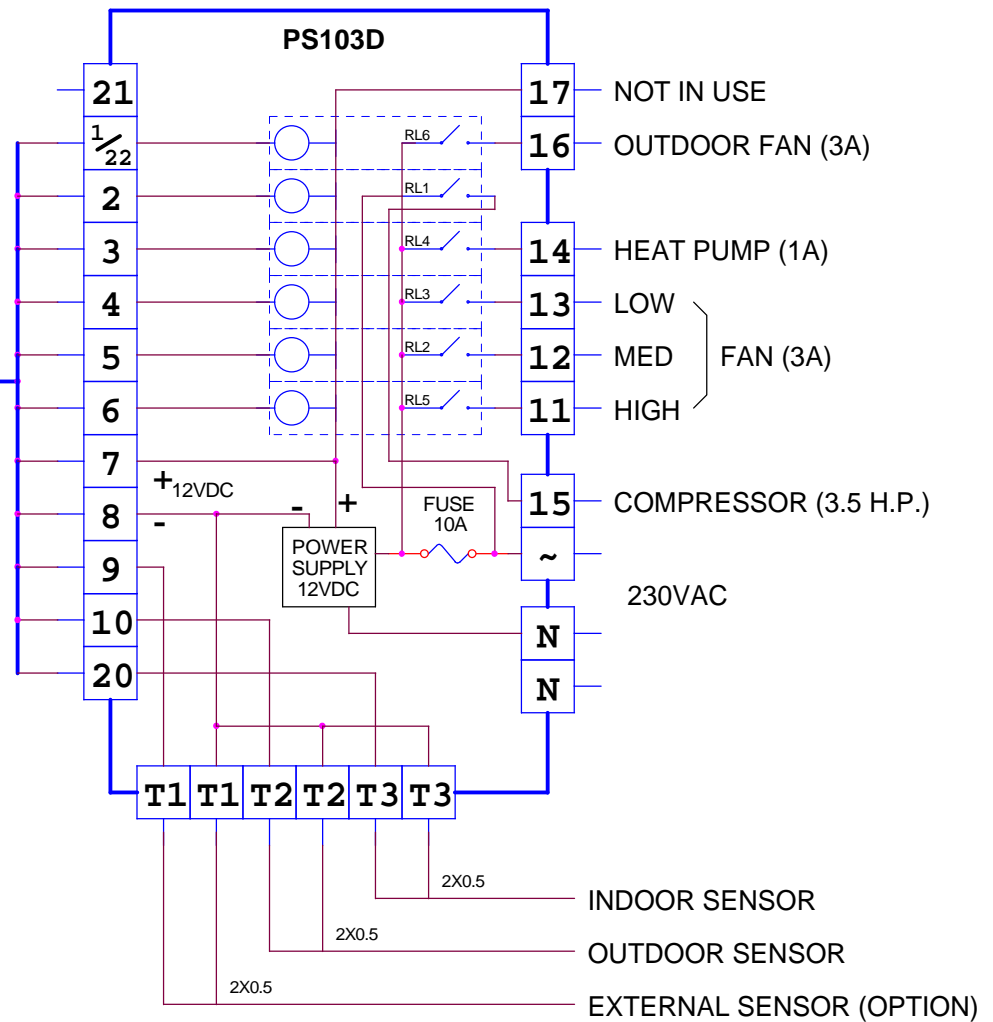 PS103D
21
17
NOT IN USE
1/22
RL6
16
OUTDOOR FAN (3A)
2
RL1
3
RL4
14
HEAT PUMP (1A)
4
RL3
13
LOW
5
RL2
12
MED
FAN (3A)
6
RL5
11
HIGH
7
+
12VDC
8
-
-
+
FUSE
10A
15
COMPRESSOR (3.5 H.P.)
POWER
SUPPLY
12VDC
~
9
230VAC
10
N
20
N
T1 T1 T2 T2 T3 T3
2X0.5
INDOOR SENSOR
2X0.5
OUTDOOR SENSOR
2X0.5
EXTERNAL SENSOR (OPTION)